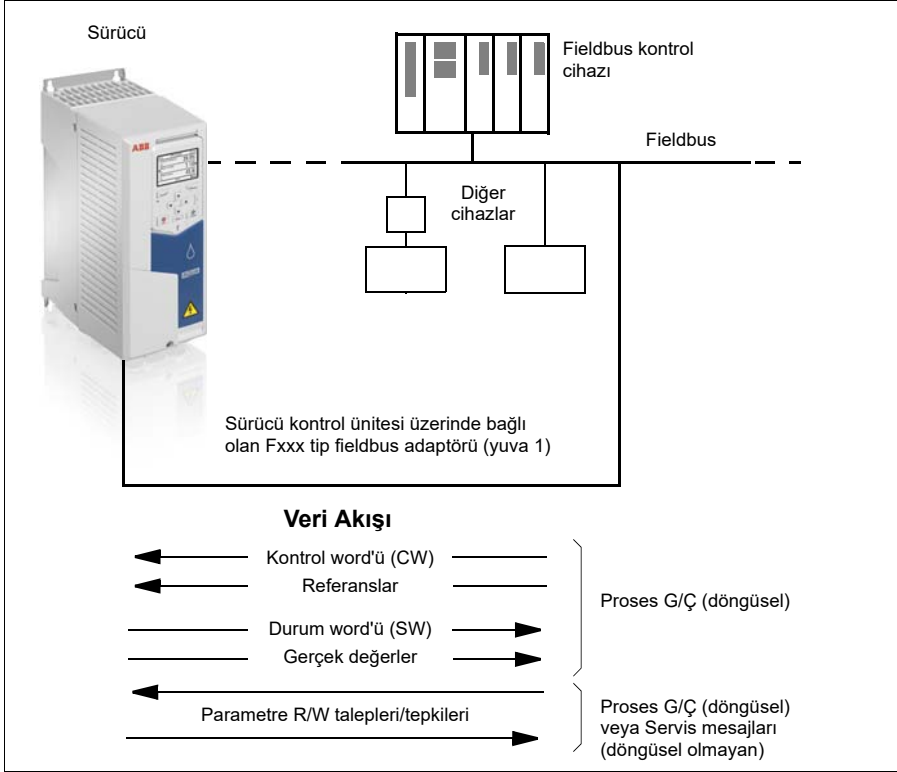 Sürücü
Fieldbus kontrol
cihazı
Fieldbus
ABB
Diğer
cihazlar
Sürücü kontrol ünitesi üzerinde bağlı
olan Fxxx tip fieldbus adaptörü (yuva 1)
Veri Akışı
Kontrol word'ü (CW)
Referanslar
Proses G/Ç (döngüsel)
Durum word'ü (SW)
Gerçek değerler
Parametre R/W talepleri/tepkileri
Proses G/Ç (döngüsel)
veya Servis mesajları
(döngüsel olmayan)